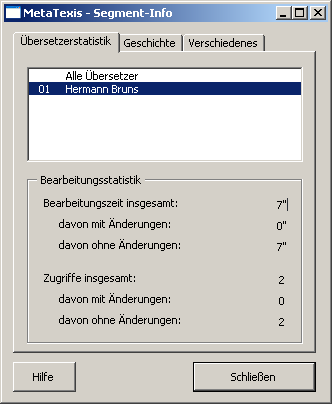 MetaTexis - Segment-Info
Übersetzerstatistik Geschichte Verschiedenes
Alle Übersetzer
01 Hermann Bruns
Bearbeitungsstatistik
Bearbeitungszeit insgesamt: 7"
davon mit Änderungen: 0"
davon ohne Änderungen: 7"
Zugriffe insgesamt: 2
davon mit Änderungen: 0
davon ohne Änderungen: 2
Hilfe Schließen